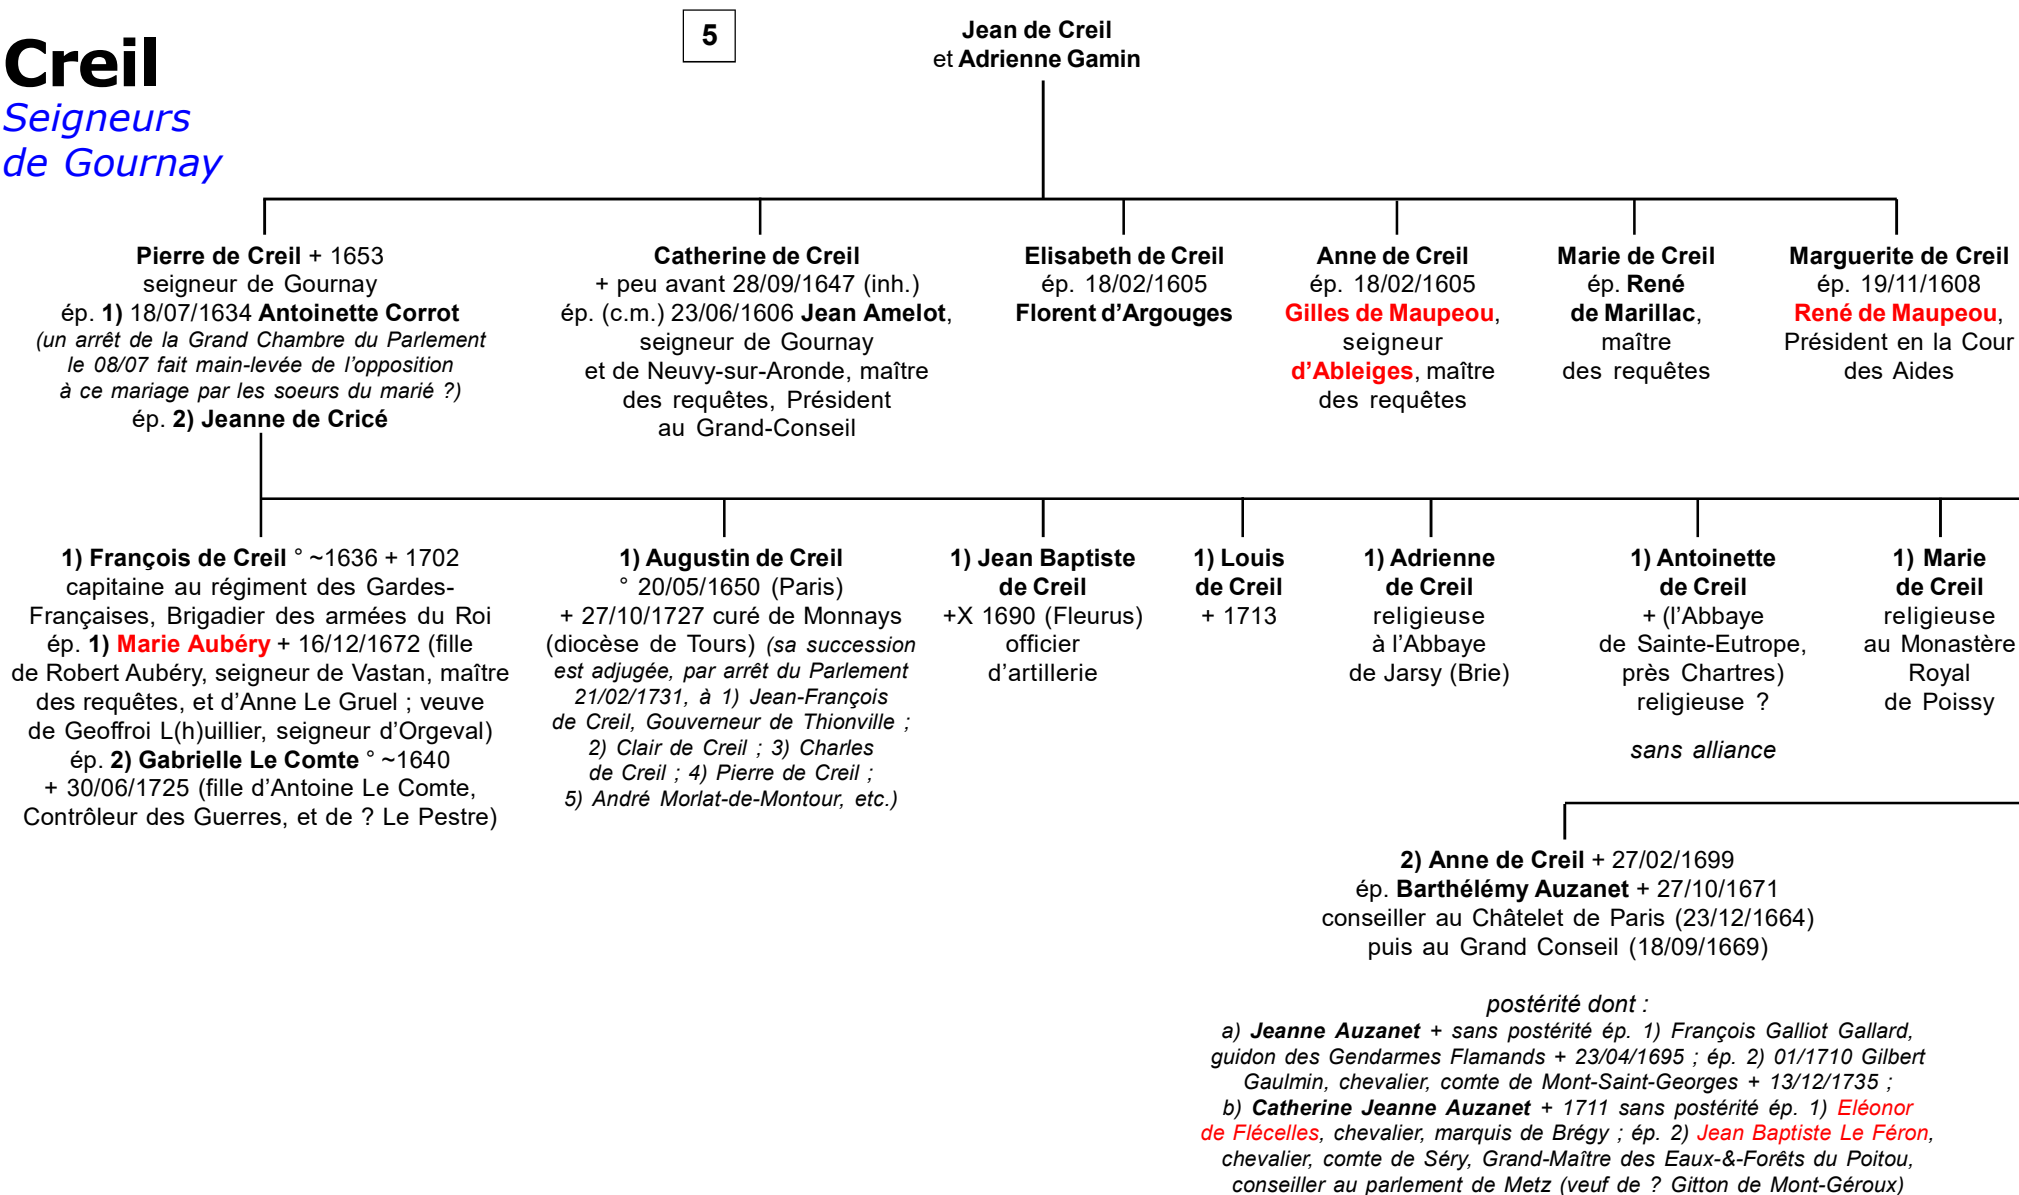 Creil
Seigneurs
de Gournay
5
Jean de Creil
et Adrienne Gamin
Pierre de Creil + 1653
seigneur de Gournay
ép. 1) 18/07/1634 Antoinette Corrot
(un arrêt de la Grand Chambre du Parlement
le 08/07 fait main-levée de l'opposition
à ce mariage par les soeurs du marié ?)
ép. 2) Jeanne de Cricé
Catherine de Creil
+ peu avant 28/09/1647 (inh.)
ép. (c.m.) 23/06/1606 Jean Amelot,
seigneur de Gournay
et de Neuvy-sur-Aronde, maître
des requêtes, Président
au Grand-Conseil
Elisabeth de Creil
ép. 18/02/1605
Florent d'Argouges
Anne de Creil
ép. 18/02/1605
Gilles de Maupeou,
seigneur
d'Ableiges, maître
des requêtes
Marie de Creil
ép. René
de Marillac,
maître
des requêtes
Marguerite de Creil
ép. 19/11/1608
René de Maupeou,
Président en la Cour
des Aides
1) François de Creil ° ~1636 + 1702
capitaine au régiment des Gardes-
Françaises, Brigadier des armées du Roi
ép. 1) Marie Aubéry + 16/12/1672 (fille
de Robert Aubéry, seigneur de Vastan, maître
des requêtes, et d'Anne Le Gruel ; veuve
de Geoffroi L(h)uillier, seigneur d'Orgeval)
ép. 2) Gabrielle Le Comte ° ~1640
+ 30/06/1725 (fille d'Antoine Le Comte,
Contrôleur des Guerres, et de ? Le Pestre)
1) Augustin de Creil
° 20/05/1650 (Paris)
+ 27/10/1727 curé de Monnays
(diocèse de Tours) (sa succession
est adjugée, par arrêt du Parlement
21/02/1731, à 1) Jean-François
de Creil, Gouverneur de Thionville ;
2) Clair de Creil ; 3) Charles
de Creil ; 4) Pierre de Creil ;
5) André Morlat-de-Montour, etc.)
1) Jean Baptiste
de Creil
+X 1690 (Fleurus)
officier
d'artillerie
1) Louis
de Creil
+ 1713
1) Adrienne
de Creil
religieuse
à l'Abbaye
de Jarsy (Brie)
1) Antoinette
de Creil
+ (l'Abbaye
de Sainte-Eutrope,
près Chartres)
religieuse ?
sans alliance
1) Marie
de Creil
religieuse
au Monastère
Royal
de Poissy
2) Anne de Creil + 27/02/1699
ép. Barthélémy Auzanet + 27/10/1671
conseiller au Châtelet de Paris (23/12/1664)
puis au Grand Conseil (18/09/1669)
postérité dont :
a) Jeanne Auzanet + sans postérité ép. 1) François Galliot Gallard,
guidon des Gendarmes Flamands + 23/04/1695 ; ép. 2) 01/1710 Gilbert
Gaulmin, chevalier, comte de Mont-Saint-Georges + 13/12/1735 ;
b) Catherine Jeanne Auzanet + 1711 sans postérité ép. 1) Eléonor
de Flécelles, chevalier, marquis de Brégy ; ép. 2) Jean Baptiste Le Féron,
chevalier, comte de Séry, Grand-Maître des Eaux-&-Forêts du Poitou,
conseiller au parlement de Metz (veuf de ? Gitton de Mont-Géroux)